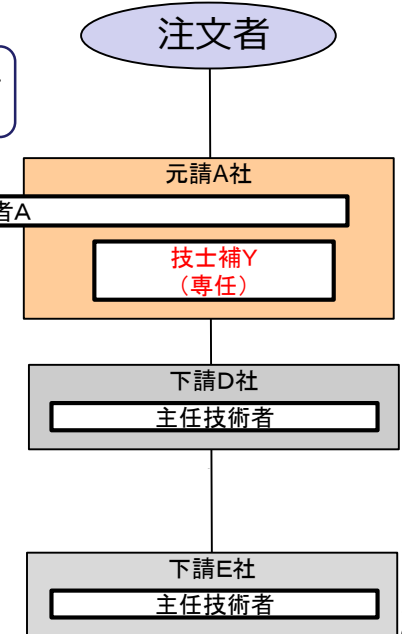 注文者
元請A社
者A
技士補Y
（専任）
下請D社
主任技術者
下請E社
主任技術者